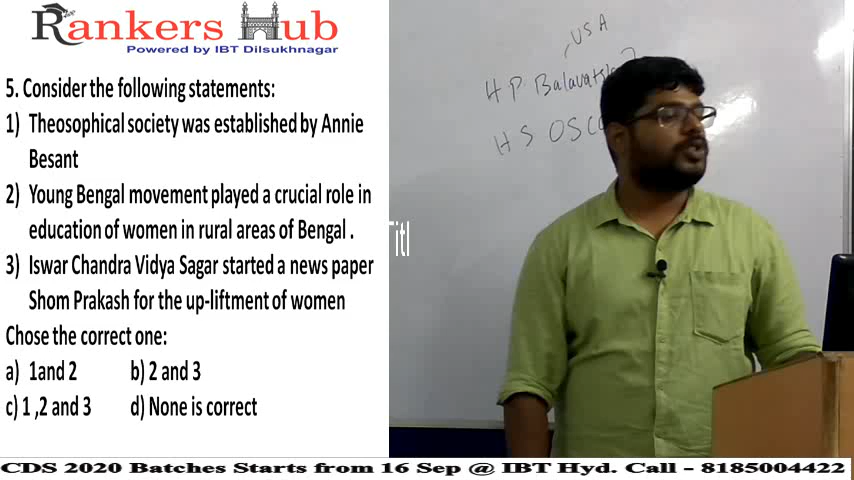 Rankers Hub
Powered by IBT Dilsukhnagar
5. Consider the following statements:
1) Theosophical society was established by Annie
Besant
2) Young Bengal movement played a crucial role in
education of women in rural areas of Bengal .
3) Iswar Chandra Vidya Sagar started a news paper
Shom Prakash for the up-liftment of women
Chose the correct one:
a) 1and 2 b) 2 and 3
c) 1 ,2 and 3 d) None is correct
USA
H P
H S
Titl
CDS 2020 Batches Starts from 16 Sep @ IBT Hyd. Call - 8185004422